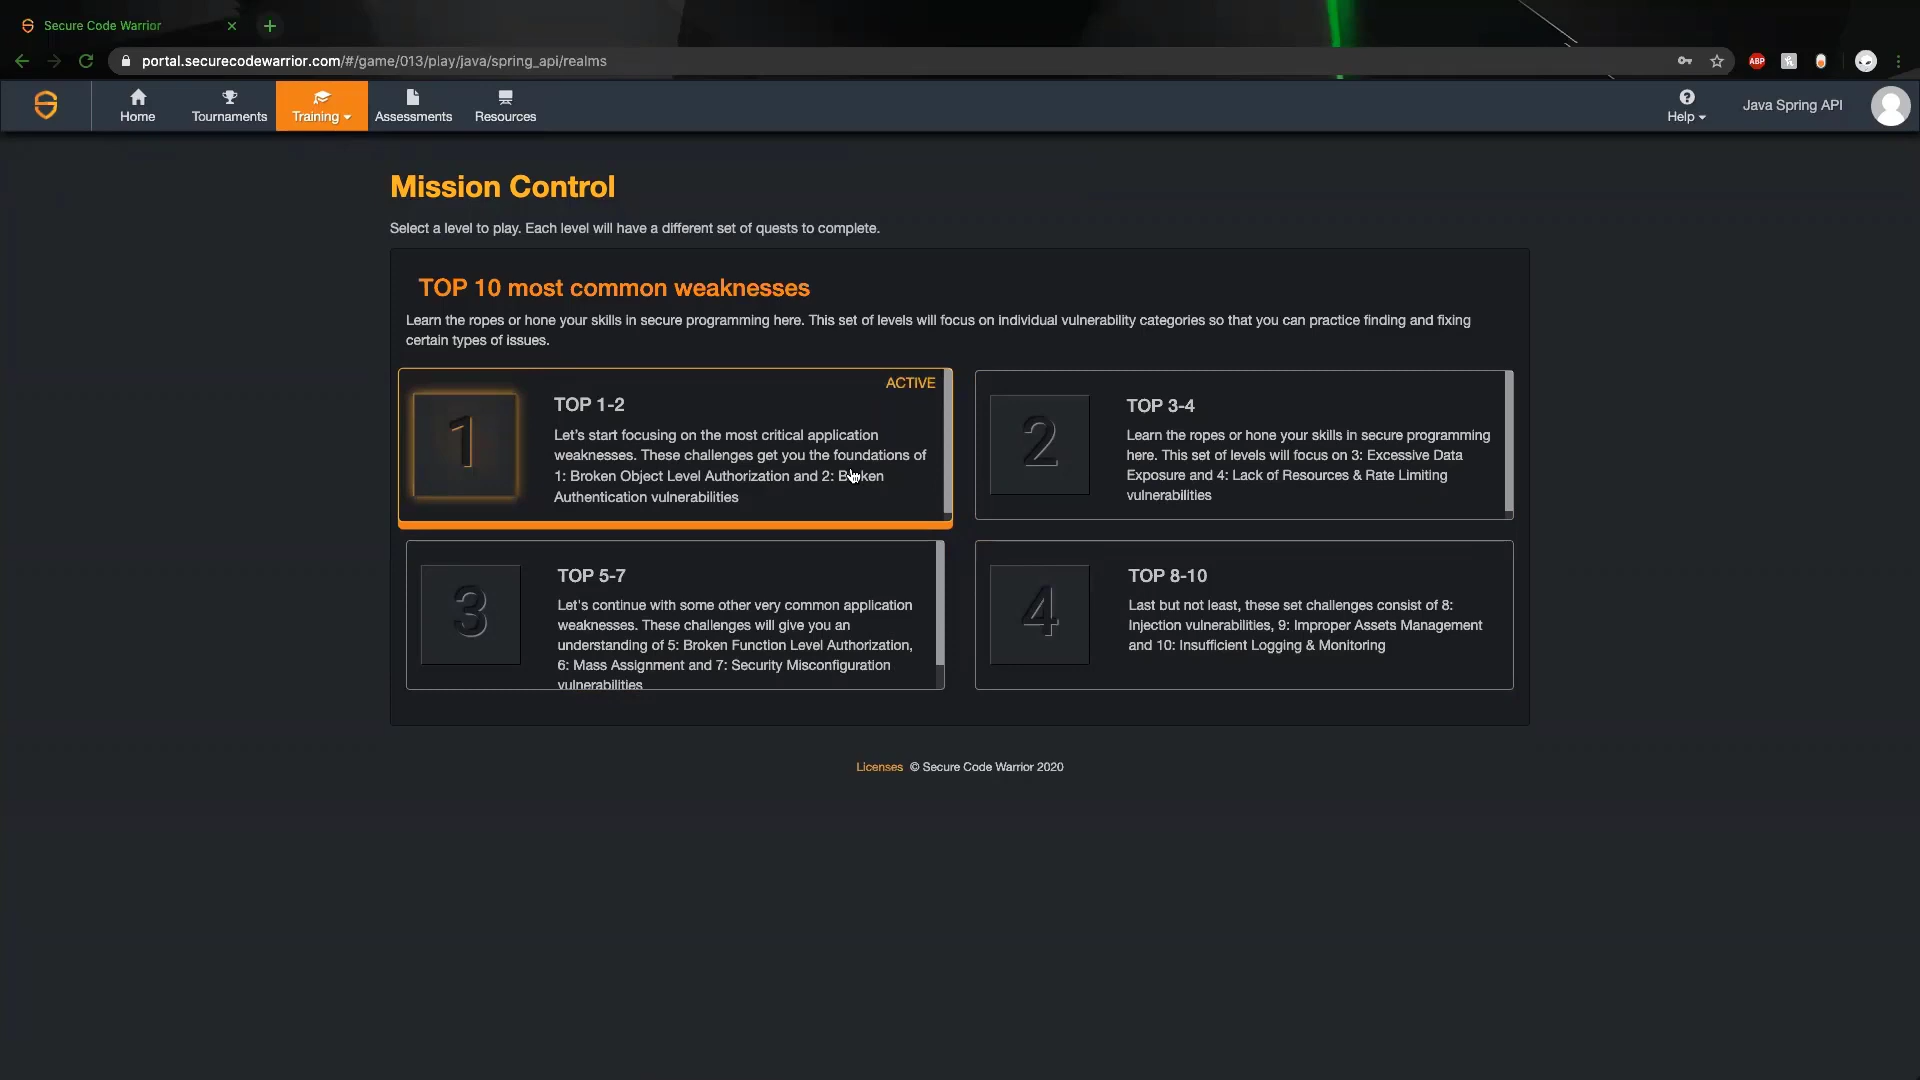 Secure Code Warrior
portal.securecodewarrior.com/#/game/013/play/java/spring_api/realms
ABP
Home
Tournaments
Training
Assessments
Resources
Help
Java Spring API
Mission Control
Select a level to play. Each level will have a different set of quests to complete.
TOP 10 most common weaknesses
Learn the ropes or hone your skills in secure programming here. This set of levels will focus on individual vulnerability categories so that you can practice finding and fixing
certain types of issues.
ACTIVE
1
TOP 1-2
Let's start focusing on the most critical application
weaknesses. These challenges get you the foundations of
1: Broken Object Level Authorization and 2: Broken
Authentication vulnerabilities
2
TOP 3-4
Learn the ropes or hone your skills in secure programming
here. This set of levels will focus on 3: Excessive Data
Exposure and 4: Lack of Resources & Rate Limiting
vulnerabilities
3
TOP 5-7
Let's continue with some other very common application
weaknesses. These challenges will give you an
understanding of 5: Broken Function Level Authorization,
6: Mass Assignment and 7: Security Misconfiguration
vulnerabilities
4
TOP 8-10
Last but not least, these set challenges consist of 8:
Injection vulnerabilities, 9: Improper Assets Management
and 10: Insufficient Logging & Monitoring
Licenses © Secure Code Warrior 2020